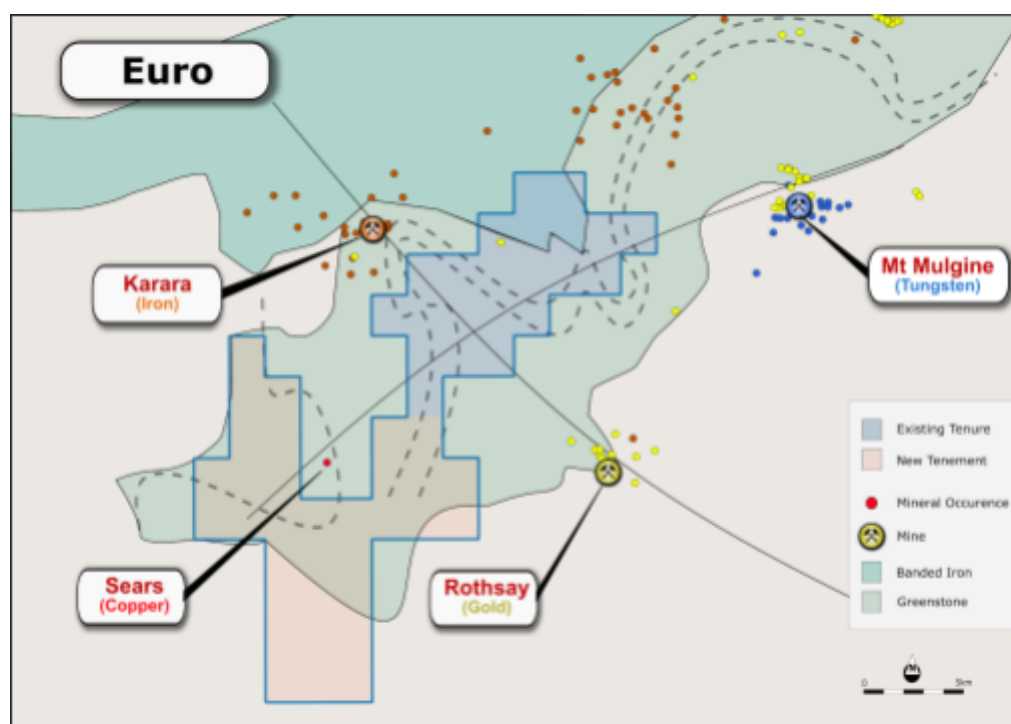 Euro
Karara
(Iron)
Mt Mulgine
(Tungsten)
Sears
(Copper)
Rothsay
(Gold)
Existing Tenure
New Tenement
Mineral Occurence
Mine
Banded Iron
Greenstone
0
5km